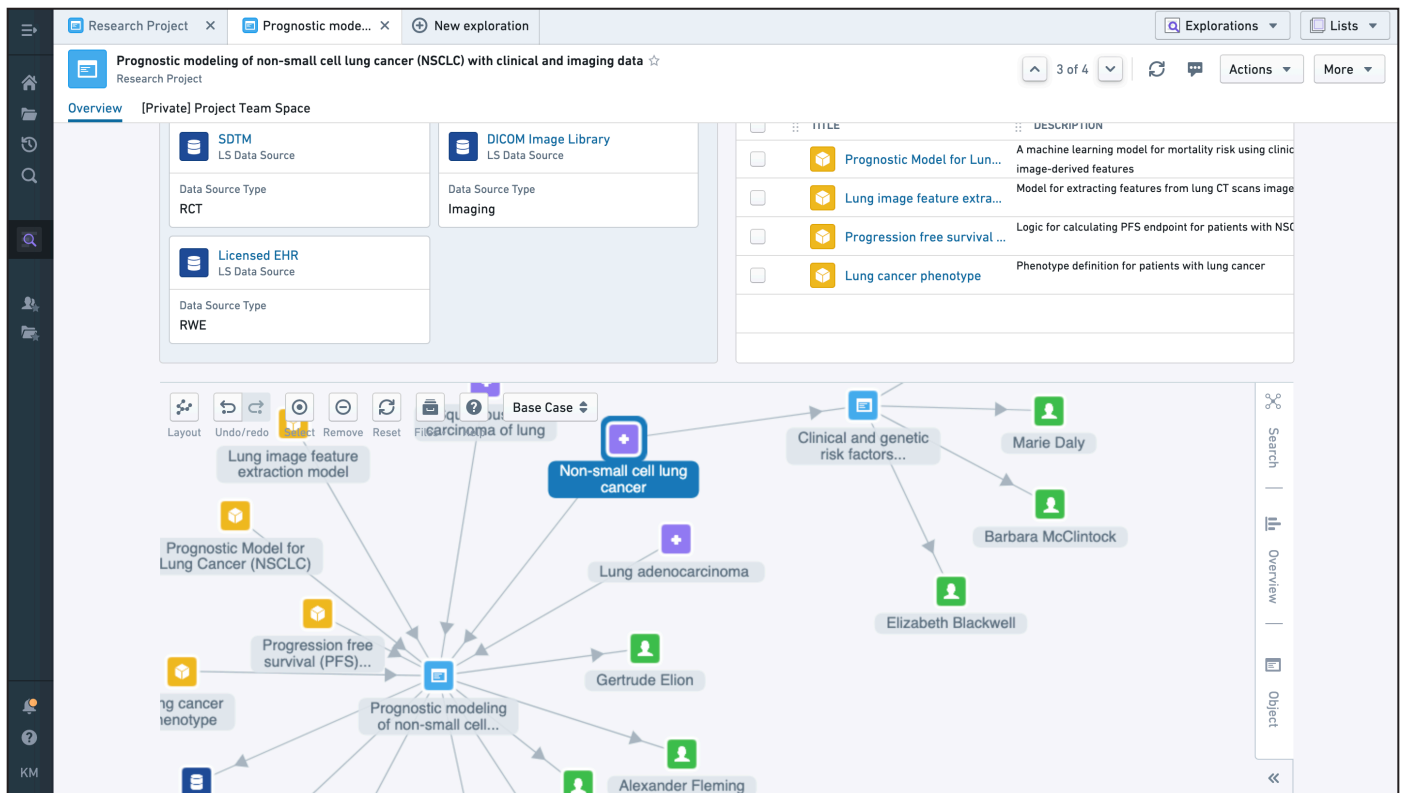 Research Project
Prognostic mode...
New exploration
Explorations
Lists
Prognostic modeling of non-small cell lung cancer (NSCLC) with clinical and imaging data
Research Project
3 of 4
Actions
More
Overview
[Private] Project Team Space
SDTM
LS Data Source
Data Source Type
RCT
DICOM Image Library
LS Data Source
Data Source Type
Imaging
Licensed EHR
LS Data Source
Data Source Type
RWE
TITLE
DESCRIPTION
Prognostic Model for Lun...
A machine learning model for mortality risk using clinic
image-derived features
Lung image feature extra...
Model for extracting features from lung CT scans image
Progression free survival ...
Logic for calculating PFS endpoint for patients with NSC
Lung cancer phenotype
Phenotype definition for patients with lung cancer
Layout
Undo/redo
Select
Remove
Reset
Base Case
carcinoma of lung
Lung image feature
extraction model
Non-small cell lung
cancer
Clinical and genetic
risk factors...
Marie Daly
Barbara McClintock
Elizabeth Blackwell
Prognostic Model for
Lung Cancer (NSCLC)
Lung adenocarcinoma
Progression free
survival (PFS)...
Gertrude Elion
ng cancer
henotype
Prognostic modeling
of non-small cell...
Alexander Fleming
Search
Overview
Object
KM